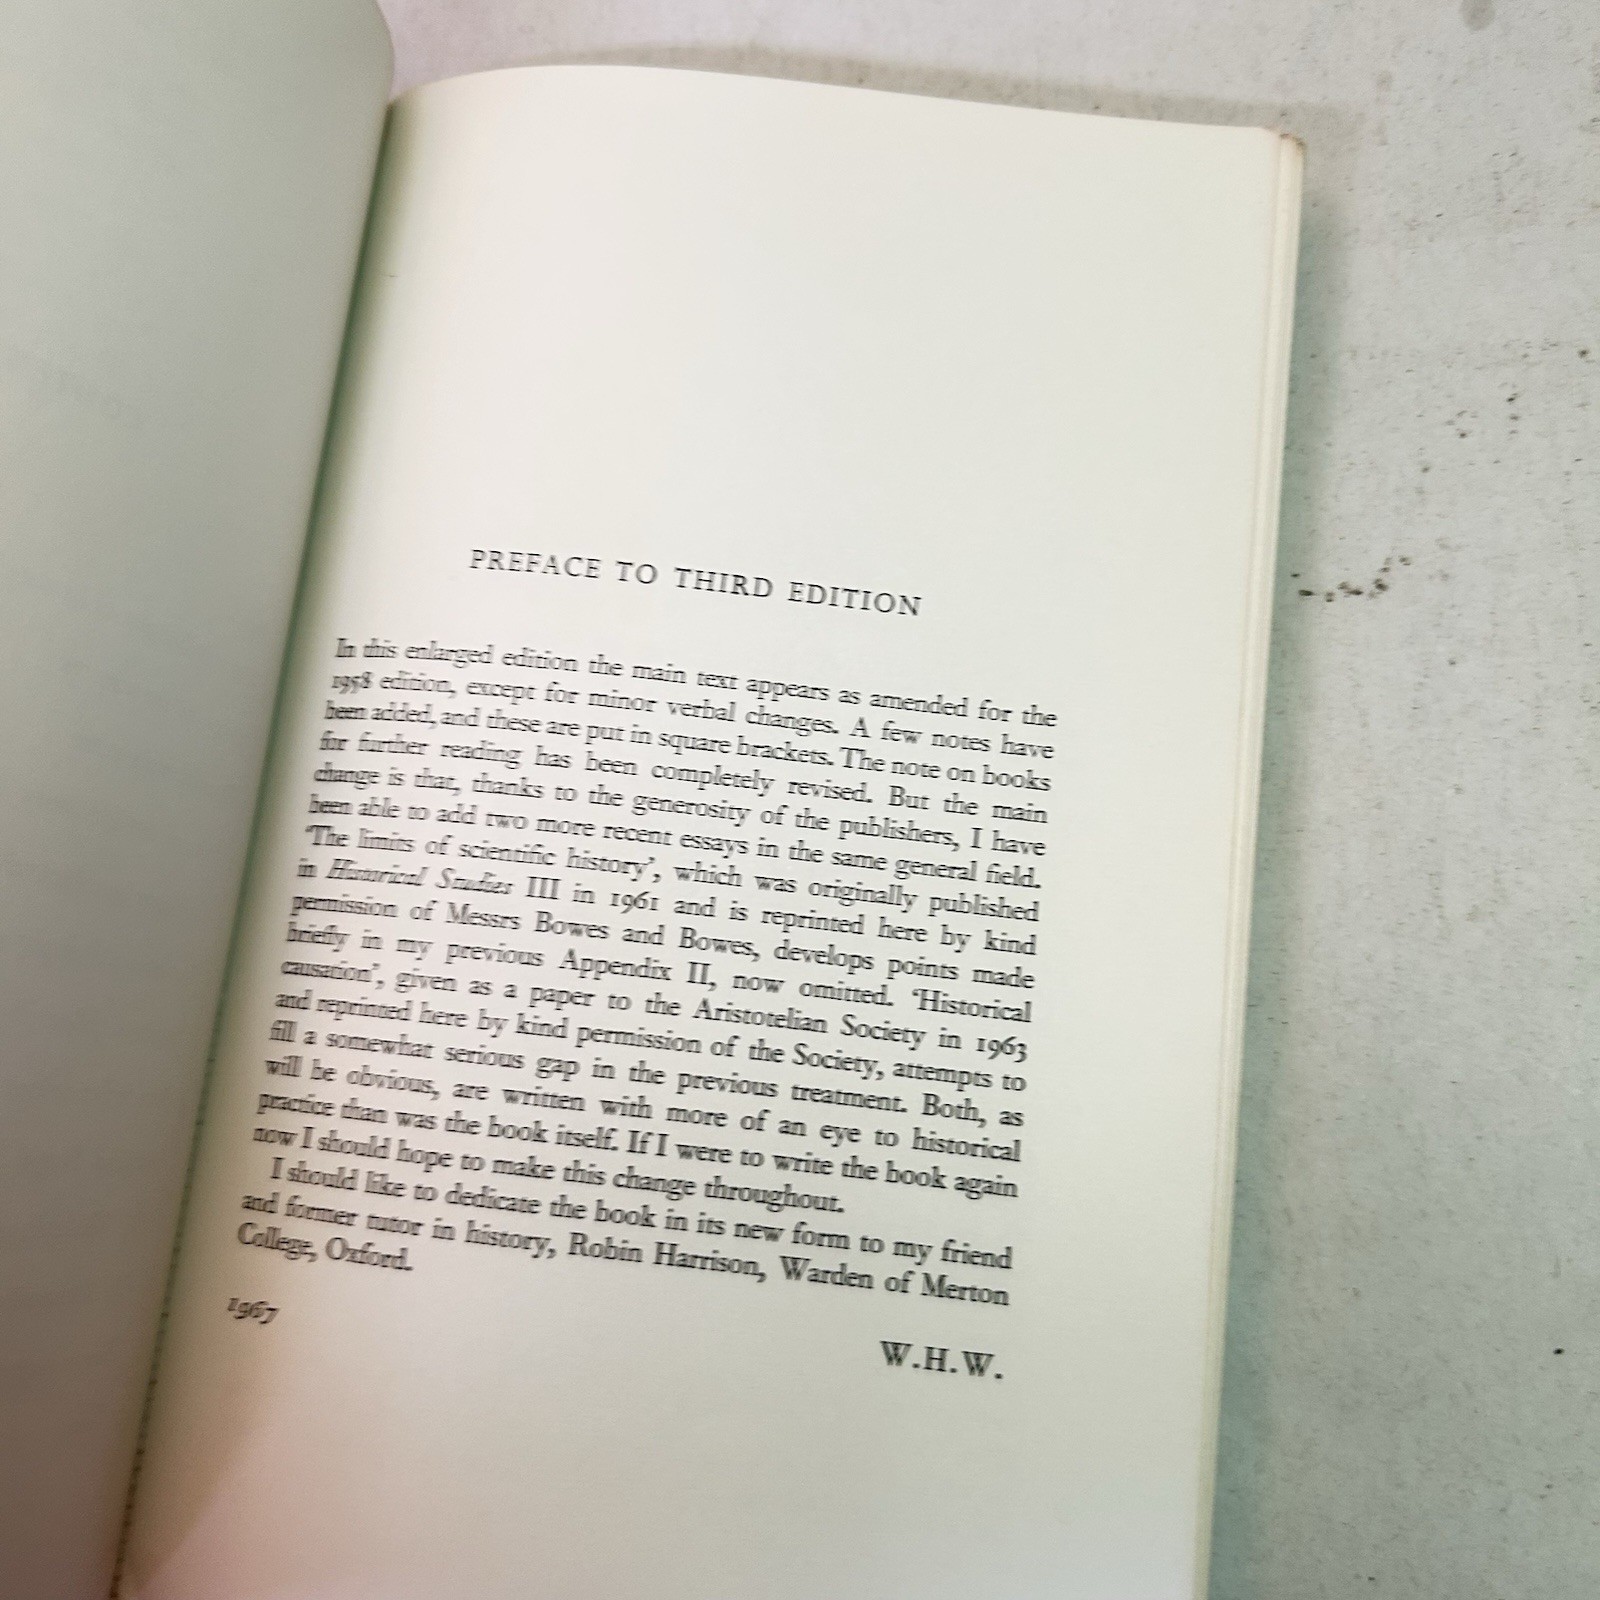 PREFACE TO THIRD EDITION
In this enlarged edition the main text appears as amended for the
1958 edition, except for minor verbal changes. A few notes have
been added, and these are put in square brackets. The note on books
for further reading has been completely revised. But the main
change is that, thanks to the generosity of the publishers, I have
been able to add two more recent essays in the same general field.
'The limits of scientific history', which was originally published
in Historical Studies III in 1961 and is reprinted here by kind
permission of Messrs Bowes and Bowes, develops points made
briefly in my previous Appendix II, now omitted. 'Historical
causation', given as a paper to the Aristotelian Society in 1963
and reprinted here by kind permission of the Society, attempts to
fill a somewhat serious gap in the previous treatment. Both, as
will be obvious, are written with more of an eye to historical
practice than was the book itself. If I were to write the book again
now I should hope to make this change throughout.
I should like to dedicate the book in its new form to my friend
and former tutor in history, Robin Harrison, Warden of Merton
College, Oxford.
1967
W.H.W.